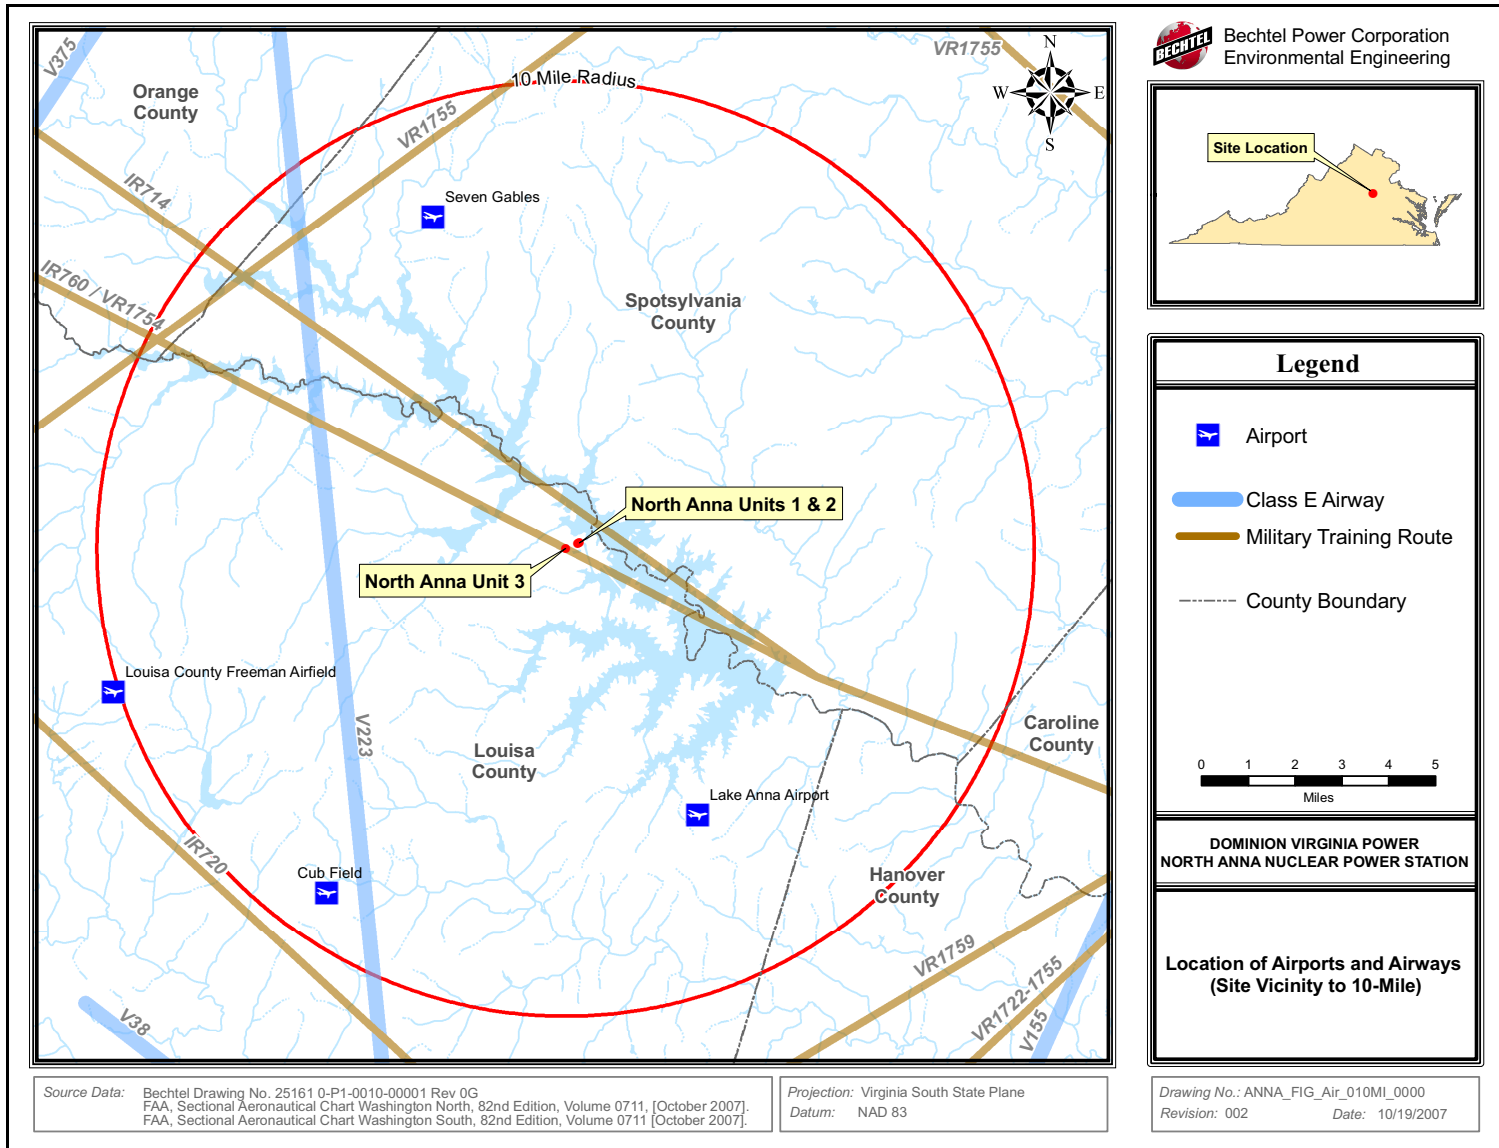 V375
Orange
County
VR1755
10 Mile Radius
VR1755
N
W
E
S
IR714
Seven Gables
IR760 / VR1754
Spotsylvania
County
North Anna Units 1 & 2
North Anna Unit 3
Louisa County Freeman Airfield
V223
Louisa
County
Caroline
County
Lake Anna Airport
IR720
Cub Field
Hanover
County
VR1759
VR1722-1755
V155
V38
BECHTEL
Bechtel Power Corporation
Environmental Engineering
Site Location
Legend
Airport
Class E Airway
Military Training Route
County Boundary
0 1 2 3 4 5
Miles
DOMINION VIRGINIA POWER
NORTH ANNA NUCLEAR POWER STATION
Location of Airports and Airways
(Site Vicinity to 10-Mile)
Source Data: Bechtel Drawing No. 25161 0-P1-0010-00001 Rev 0G
FAA, Sectional Aeronautical Chart Washington North, 82nd Edition, Volume 0711, [October 2007].
FAA, Sectional Aeronautical Chart Washington South, 82nd Edition, Volume 0711 [October 2007].
Projection: Virginia South State Plane
Datum: NAD 83
Drawing No.: ANNA_FIG_Air_010MI_0000
Revision: 002 Date: 10/19/2007